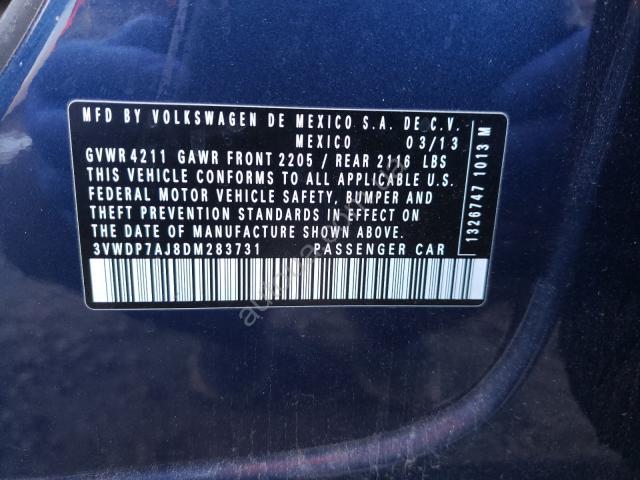 MFD BY VOLKSWAGEN DE MEXICO S.A. DE C.V.
MEXICO 03/13
GVWR 4211 GAWR FRONT 2205 / REAR 2116 LBS
THIS VEHICLE CONFORMS TO ALL APPLICABLE U.S.
FEDERAL MOTOR VEHICLE SAFETY, BUMPER AND
THEFT PREVENTION STANDARDS IN EFFECT ON
THE DATE OF MANUFACTURE SHOWN ABOVE.
3VWDP7AJ8DM283731 PASSENGER CAR
1326747 1013 M